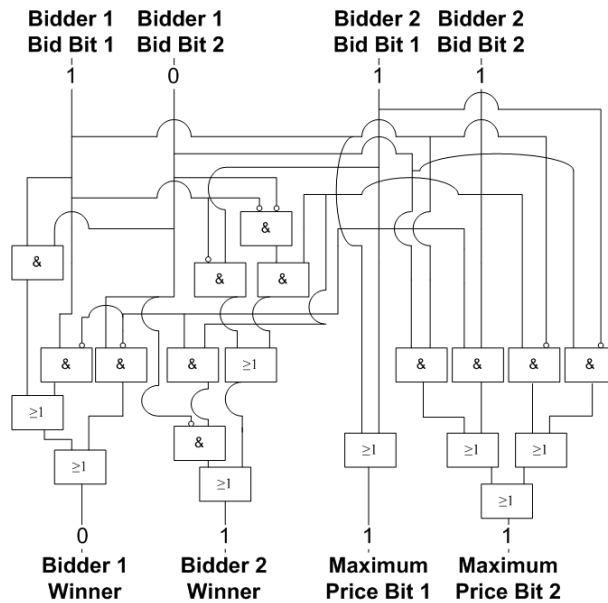 Bidder 1 Bidder 1 Bidder 2 Bidder 2
Bid Bit 1 Bid Bit 2 Bid Bit 1 Bid Bit 2
1 0 1 1
&
& & &
& & & ≥1 & & & &
≥1
& ≥1 ≥1 ≥1
≥1
≥1 ≥1
0 1 1 1
Bidder 1 Bidder 2 Maximum Maximum
Winner Winner Price Bit 1 Price Bit 2